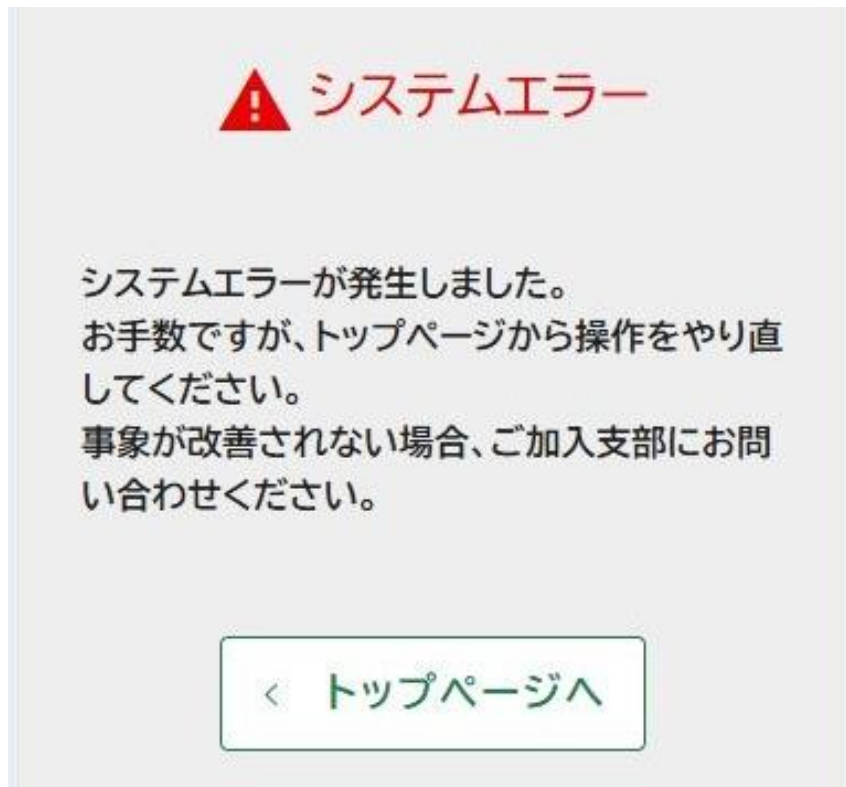 システムエラー
システムエラーが発生しました。
お手数ですが、トップページから操作をやり直
してください。
事象が改善されない場合、ご加入支部にお問
い合わせください。
< トップページへ